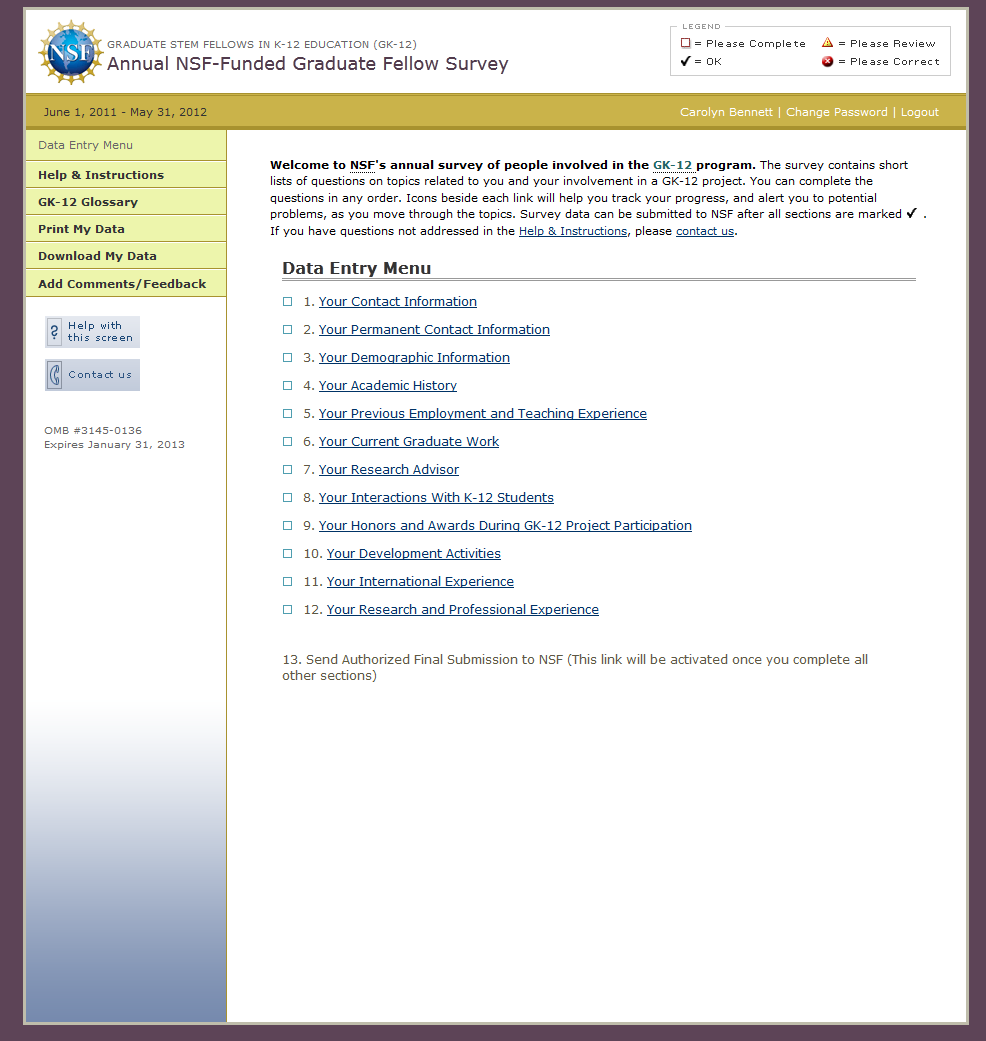 NSF
GRADUATE STEM FELLOWS IN K-12 EDUCATION (GK-12)
Annual NSF-Funded Graduate Fellow Survey
LEGEND
= Please Complete
= Please Review
= OK
= Please Correct
June 1, 2011 - May 31, 2012
Carolyn Bennett | Change Password | Logout
Data Entry Menu
Help & Instructions
GK-12 Glossary
Print My Data
Download My Data
Add Comments/Feedback
? Help with
this screen
Contact us
OMB #3145-0136
Expires January 31, 2013
Welcome to NSF's annual survey of people involved in the GK-12 program. The survey contains short
lists of questions on topics related to you and your involvement in a GK-12 project. You can complete the
questions in any order. Icons beside each link will help you track your progress, and alert you to potential
problems, as you move through the topics. Survey data can be submitted to NSF after all sections are marked ✔ .
If you have questions not addressed in the Help & Instructions, please contact us.
Data Entry Menu
1. Your Contact Information
2. Your Permanent Contact Information
3. Your Demographic Information
4. Your Academic History
5. Your Previous Employment and Teaching Experience
6. Your Current Graduate Work
7. Your Research Advisor
8. Your Interactions With K-12 Students
9. Your Honors and Awards During GK-12 Project Participation
10. Your Development Activities
11. Your International Experience
12. Your Research and Professional Experience
13. Send Authorized Final Submission to NSF (This link will be activated once you complete all
other sections)